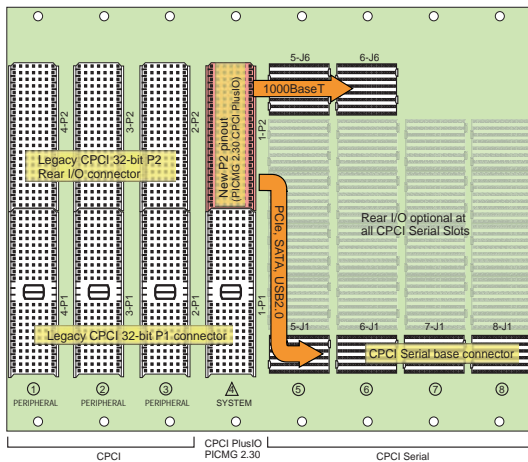 5-J6
6-J6
1000BaseT
4-P2
3-P2
2-P2
1-P2
New P2 pinout
(PICMG 2.30 CPCI PlusIO)
Legacy CPCI 32-bit P2
Rear I/O connector
PCIe, SATA, USB2.0
Rear I/O optional at
all CPCI Serial Slots
4-P1
3-P1
2-P1
1-P1
5-J1
6-J1
7-J1
8-J1
Legacy CPCI 32-bit P1 connector
CPCI Serial base connector
1
2
3
4
5
6
7
8
PERIPHERAL
PERIPHERAL
PERIPHERAL
SYSTEM
CPCI
CPCI PlusIO
PICMG 2.30
CPCI Serial